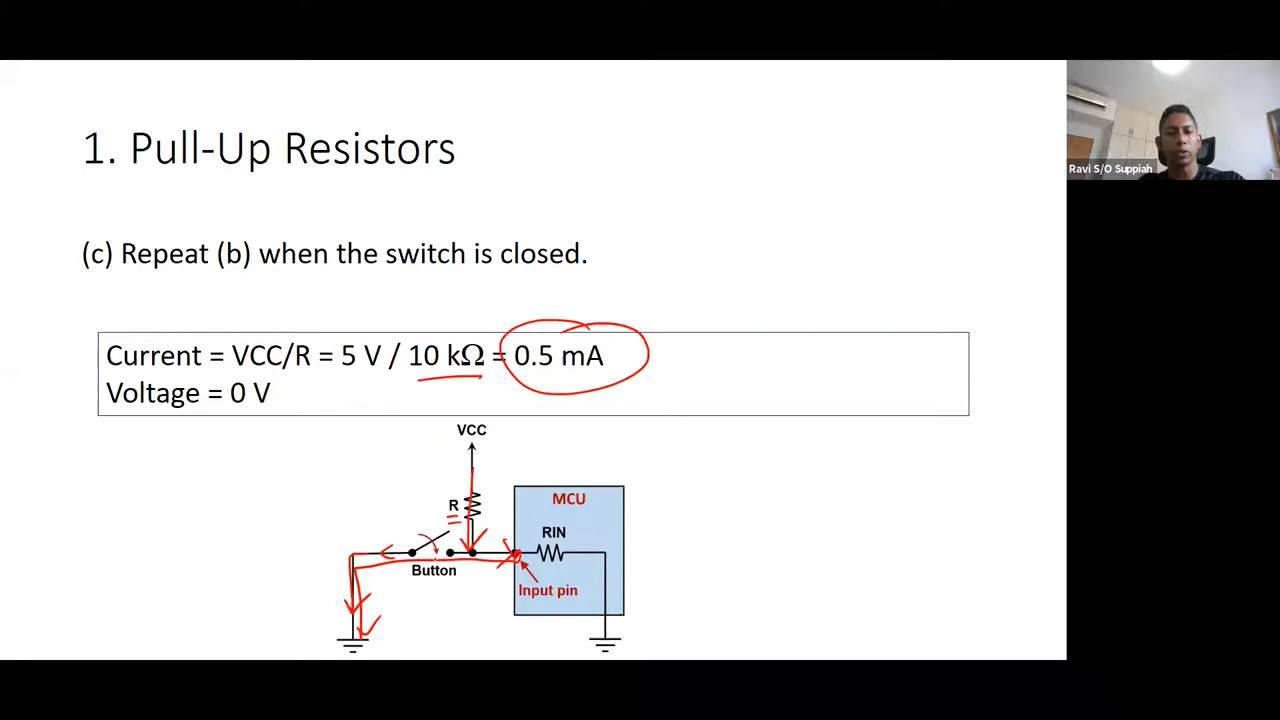 1. Pull-Up Resistors
Ravi S/O Suppiah
(c) Repeat (b) when the switch is closed.
Current = VCC/R = 5 V / 10 kΩ = 0.5 mA
Voltage = 0 V
VCC
MCU
R
RIN
Button
Input pin